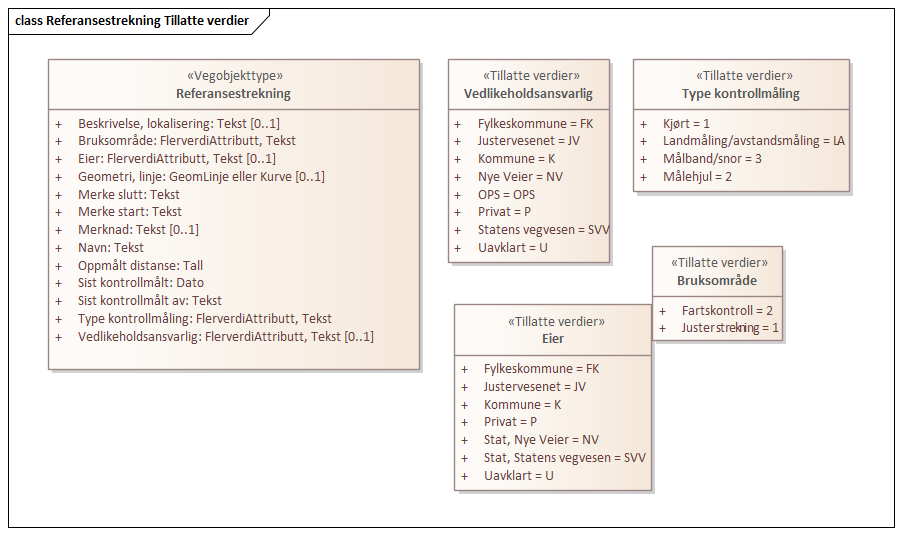 class Referansestrekning Tillatte verdier
«Vegobjekttype»
Referansestrekning
+ Beskrivelse, lokalisering: Tekst [0..1]
+ Bruksområde: FlerverdiAttributt, Tekst
+ Eier: FlerverdiAttributt, Tekst [0..1]
+ Geometri, linje: GeomLinje eller Kurve [0..1]
+ Merke slutt: Tekst
+ Merke start: Tekst
+ Merknad: Tekst [0..1]
+ Navn: Tekst
+ Oppmålt distanse: Tall
+ Sist kontrollmålt: Dato
+ Sist kontrollmålt av: Tekst
+ Type kontrollmåling: FlerverdiAttributt, Tekst
+ Vedlikeholdsansvarlig: FlerverdiAttributt, Tekst [0..1]
«Tillatte verdier»
Vedlikeholdsansvarlig
+ Fylkeskommune = FK
+ Justervesenet = JV
+ Kommune = K
+ Nye Veier = NV
+ OPS = OPS
+ Privat = P
+ Statens vegvesen = SVV
+ Uavklart = U
«Tillatte verdier»
Type kontrollmåling
+ Kjørt = 1
+ Landmåling/avstandsmåling = LA
+ Målbånd/snor = 3
+ Målehjul = 2
«Tillatte verdier»
Bruksområde
+ Fartskontroll = 2
+ Justerstrekning = 1
«Tillatte verdier»
Eier
+ Fylkeskommune = FK
+ Justervesenet = JV
+ Kommune = K
+ Privat = P
+ Stat, Nye Veier = NV
+ Stat, Statens vegvesen = SVV
+ Uavklart = U